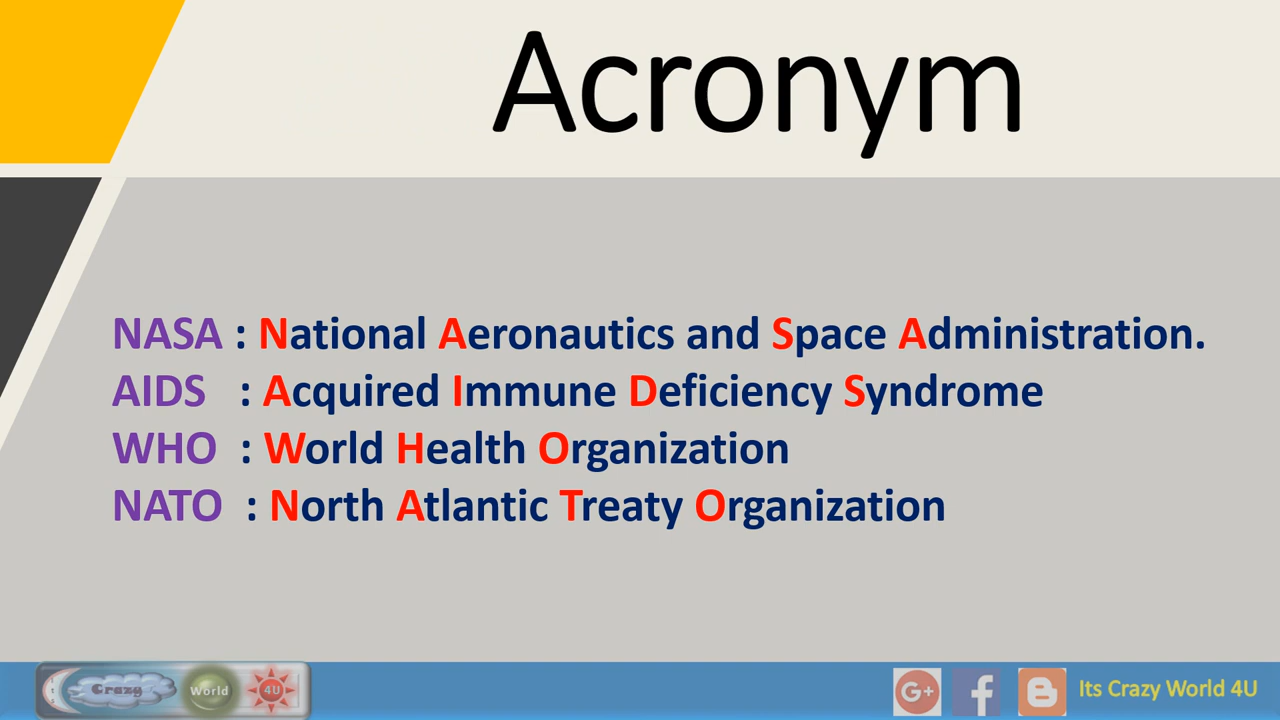 Acronym
NASA : National Aeronautics and Space Administration.
AIDS : Acquired Immune Deficiency Syndrome
WHO : World Health Organization
NATO : North Atlantic Treaty Organization
Its Crazy World 4U
G+ f B Its Crazy World 4U